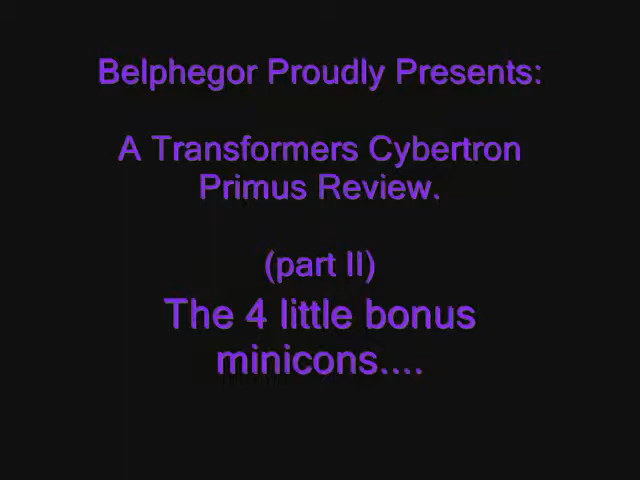 Belphegor Proudly Presents:
A Transformers Cybertron
Primus Review.
(part II)
The 4 little bonus
minicons....